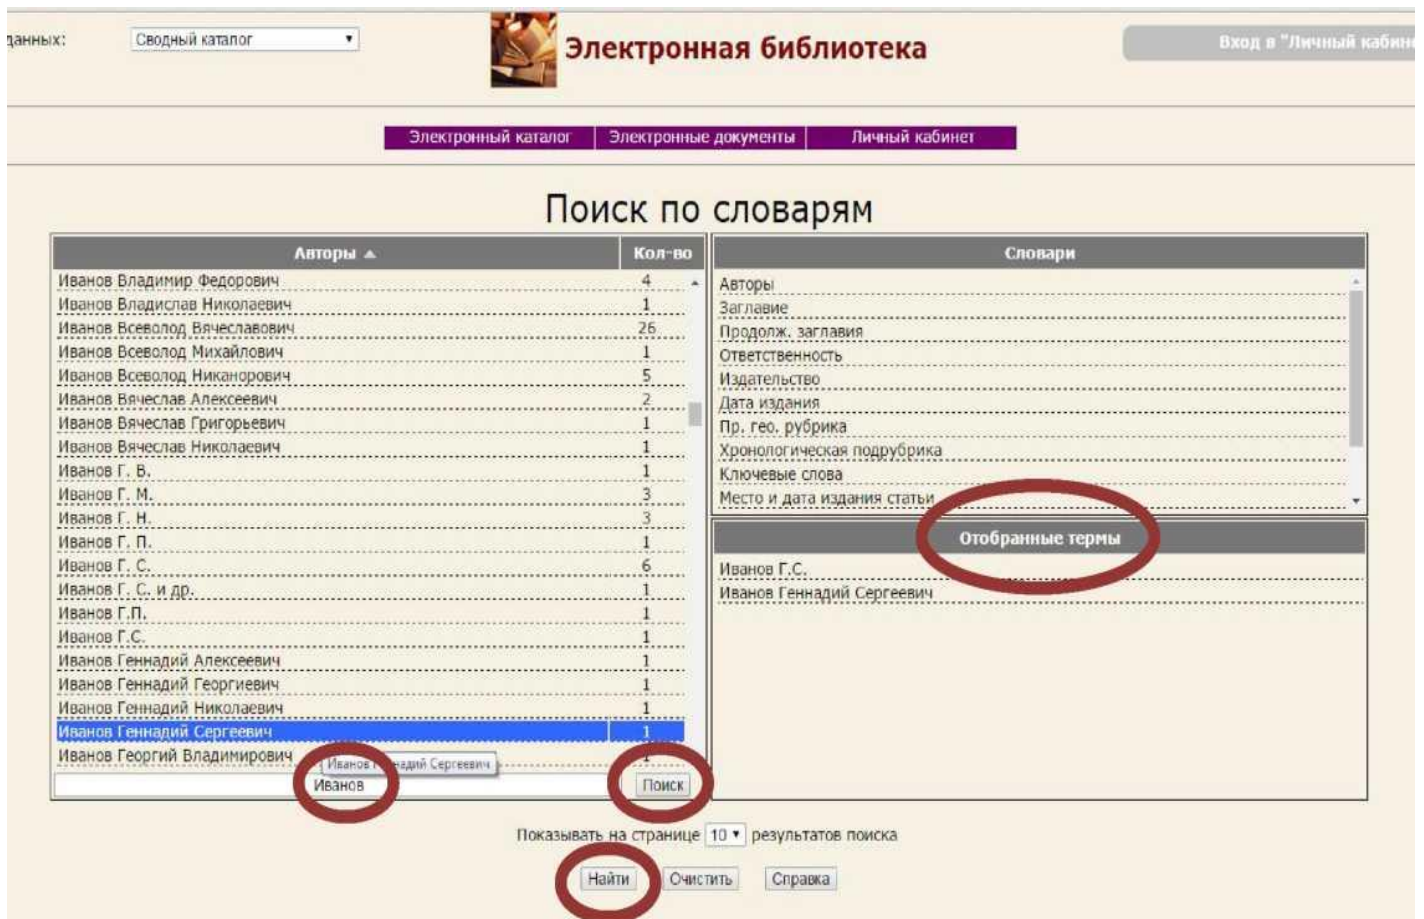 данных: Сводный каталог
Электронная библиотека
Вход в "Личный кабине
Электронный каталог Электронные документы Личный кабинет
Поиск по словарям
Авторы Кол-во
Иванов Владимир Федорович 4
Иванов Владислав Николаевич 1
Иванов Всеволод Вячеславович 26
Иванов Всеволод Михайлович 1
Иванов Всеволод Никанорович 5
Иванов Вячеслав Алексеевич 2
Иванов Вячеслав Григорьевич 1
Иванов Вячеслав Николаевич 1
Иванов Г. В. 1
Иванов Г. М. 3
Иванов Г. Н. 3
Иванов Г. П. 1
Иванов Г. С. 6
Иванов Г. С. и др. 1
Иванов Г.П. 1
Иванов Г.С. 1
Иванов Геннадий Алексеевич 1
Иванов Геннадий Георгиевич 1
Иванов Геннадий Николаевич 1
Иванов Геннадий Сергеевич 1
Иванов Георгий Владимирович 1
Иванов Геннадий Сергеевич
Иванов Поиск
Словари
Авторы
Заглавие
Продолж. заглавия
Ответственность
Издательство
Дата издания
Пр. гео. рубрика
Хронологическая подрубрика
Ключевые слова
Место и дата издания статьи
Отобранные термы
Иванов Г.С.
Иванов Геннадий Сергеевич
Показывать на странице 10 результатов поиска
Найти Очистить Справка